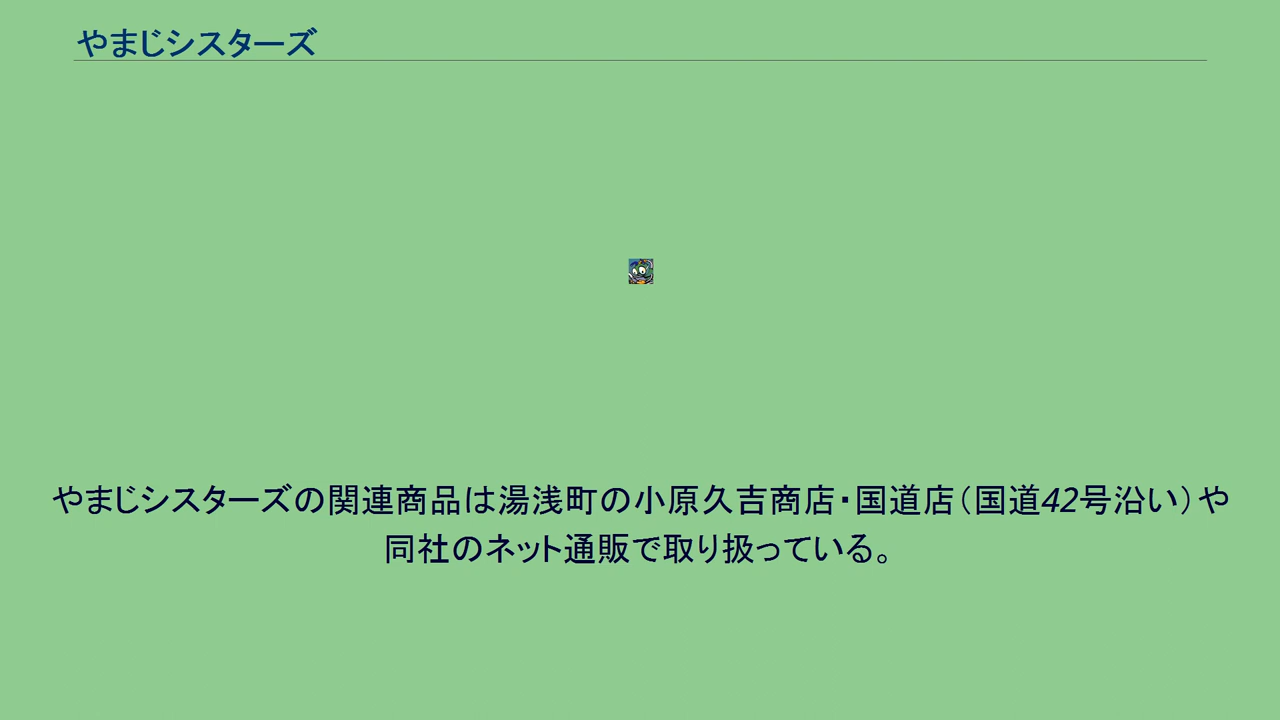 やまじシスターズ
やまじシスターズの関連商品は湯浅町の小原久吉商店・国道店（国道42号沿い）や
同社のネット通販で取り扱っている。